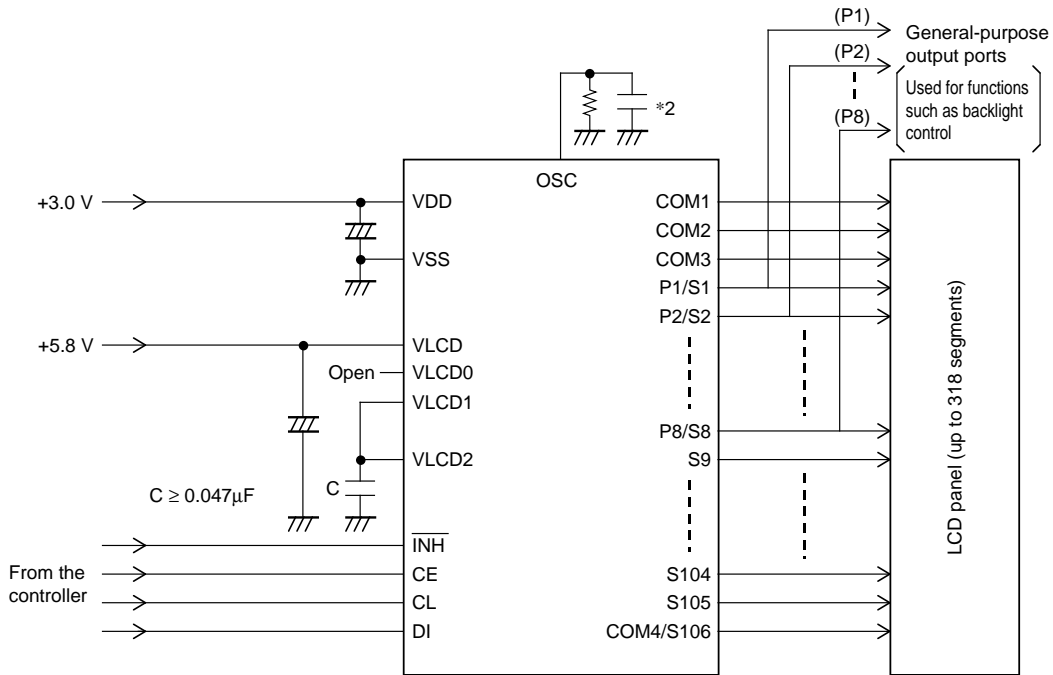 (P1)
General-purpose
output ports
(P2)
Used for functions
such as backlight
control
(P8)
*2
OSC
+3.0 V
VDD
COM1
COM2
VSS
COM3
P1/S1
P2/S2
+5.8 V
VLCD
Open
VLCD0
VLCD1
P8/S8
VLCD2
S9
C
C ≥ 0.047μF
LCD panel (up to 318 segments)
INH
From the
controller
CE
S104
CL
S105
DI
COM4/S106